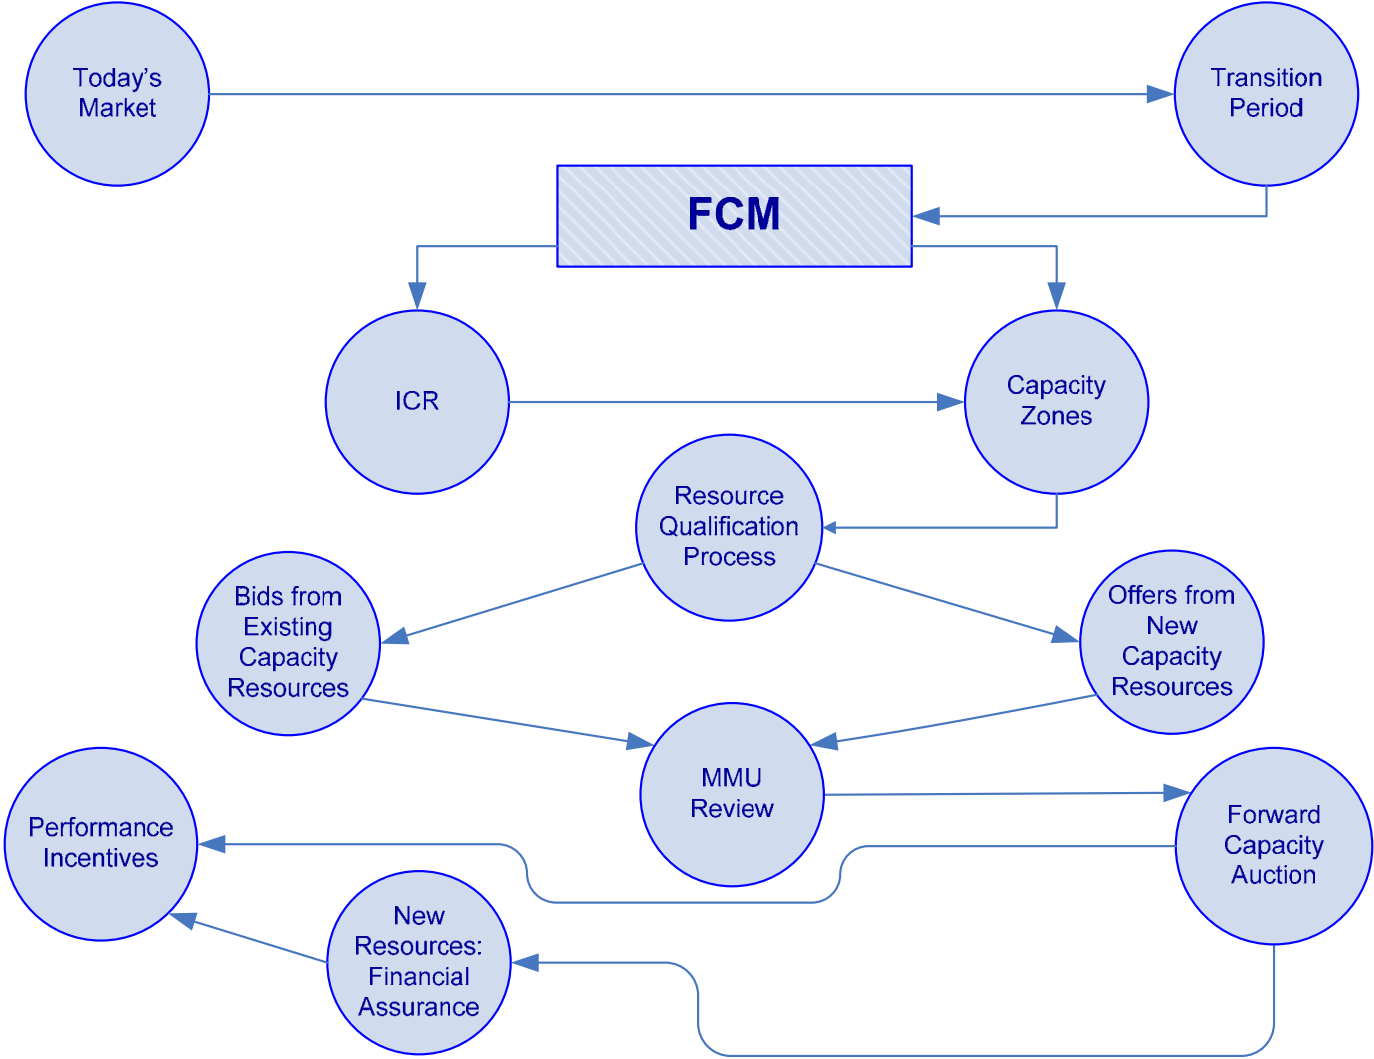 Today's
Market
Transition
Period
FCM
ICR
Capacity
Zones
Resource
Qualification
Process
Bids from
Existing
Capacity
Resources
Offers from
New
Capacity
Resources
MMU
Review
Performance
Incentives
Forward
Capacity
Auction
New
Resources:
Financial
Assurance